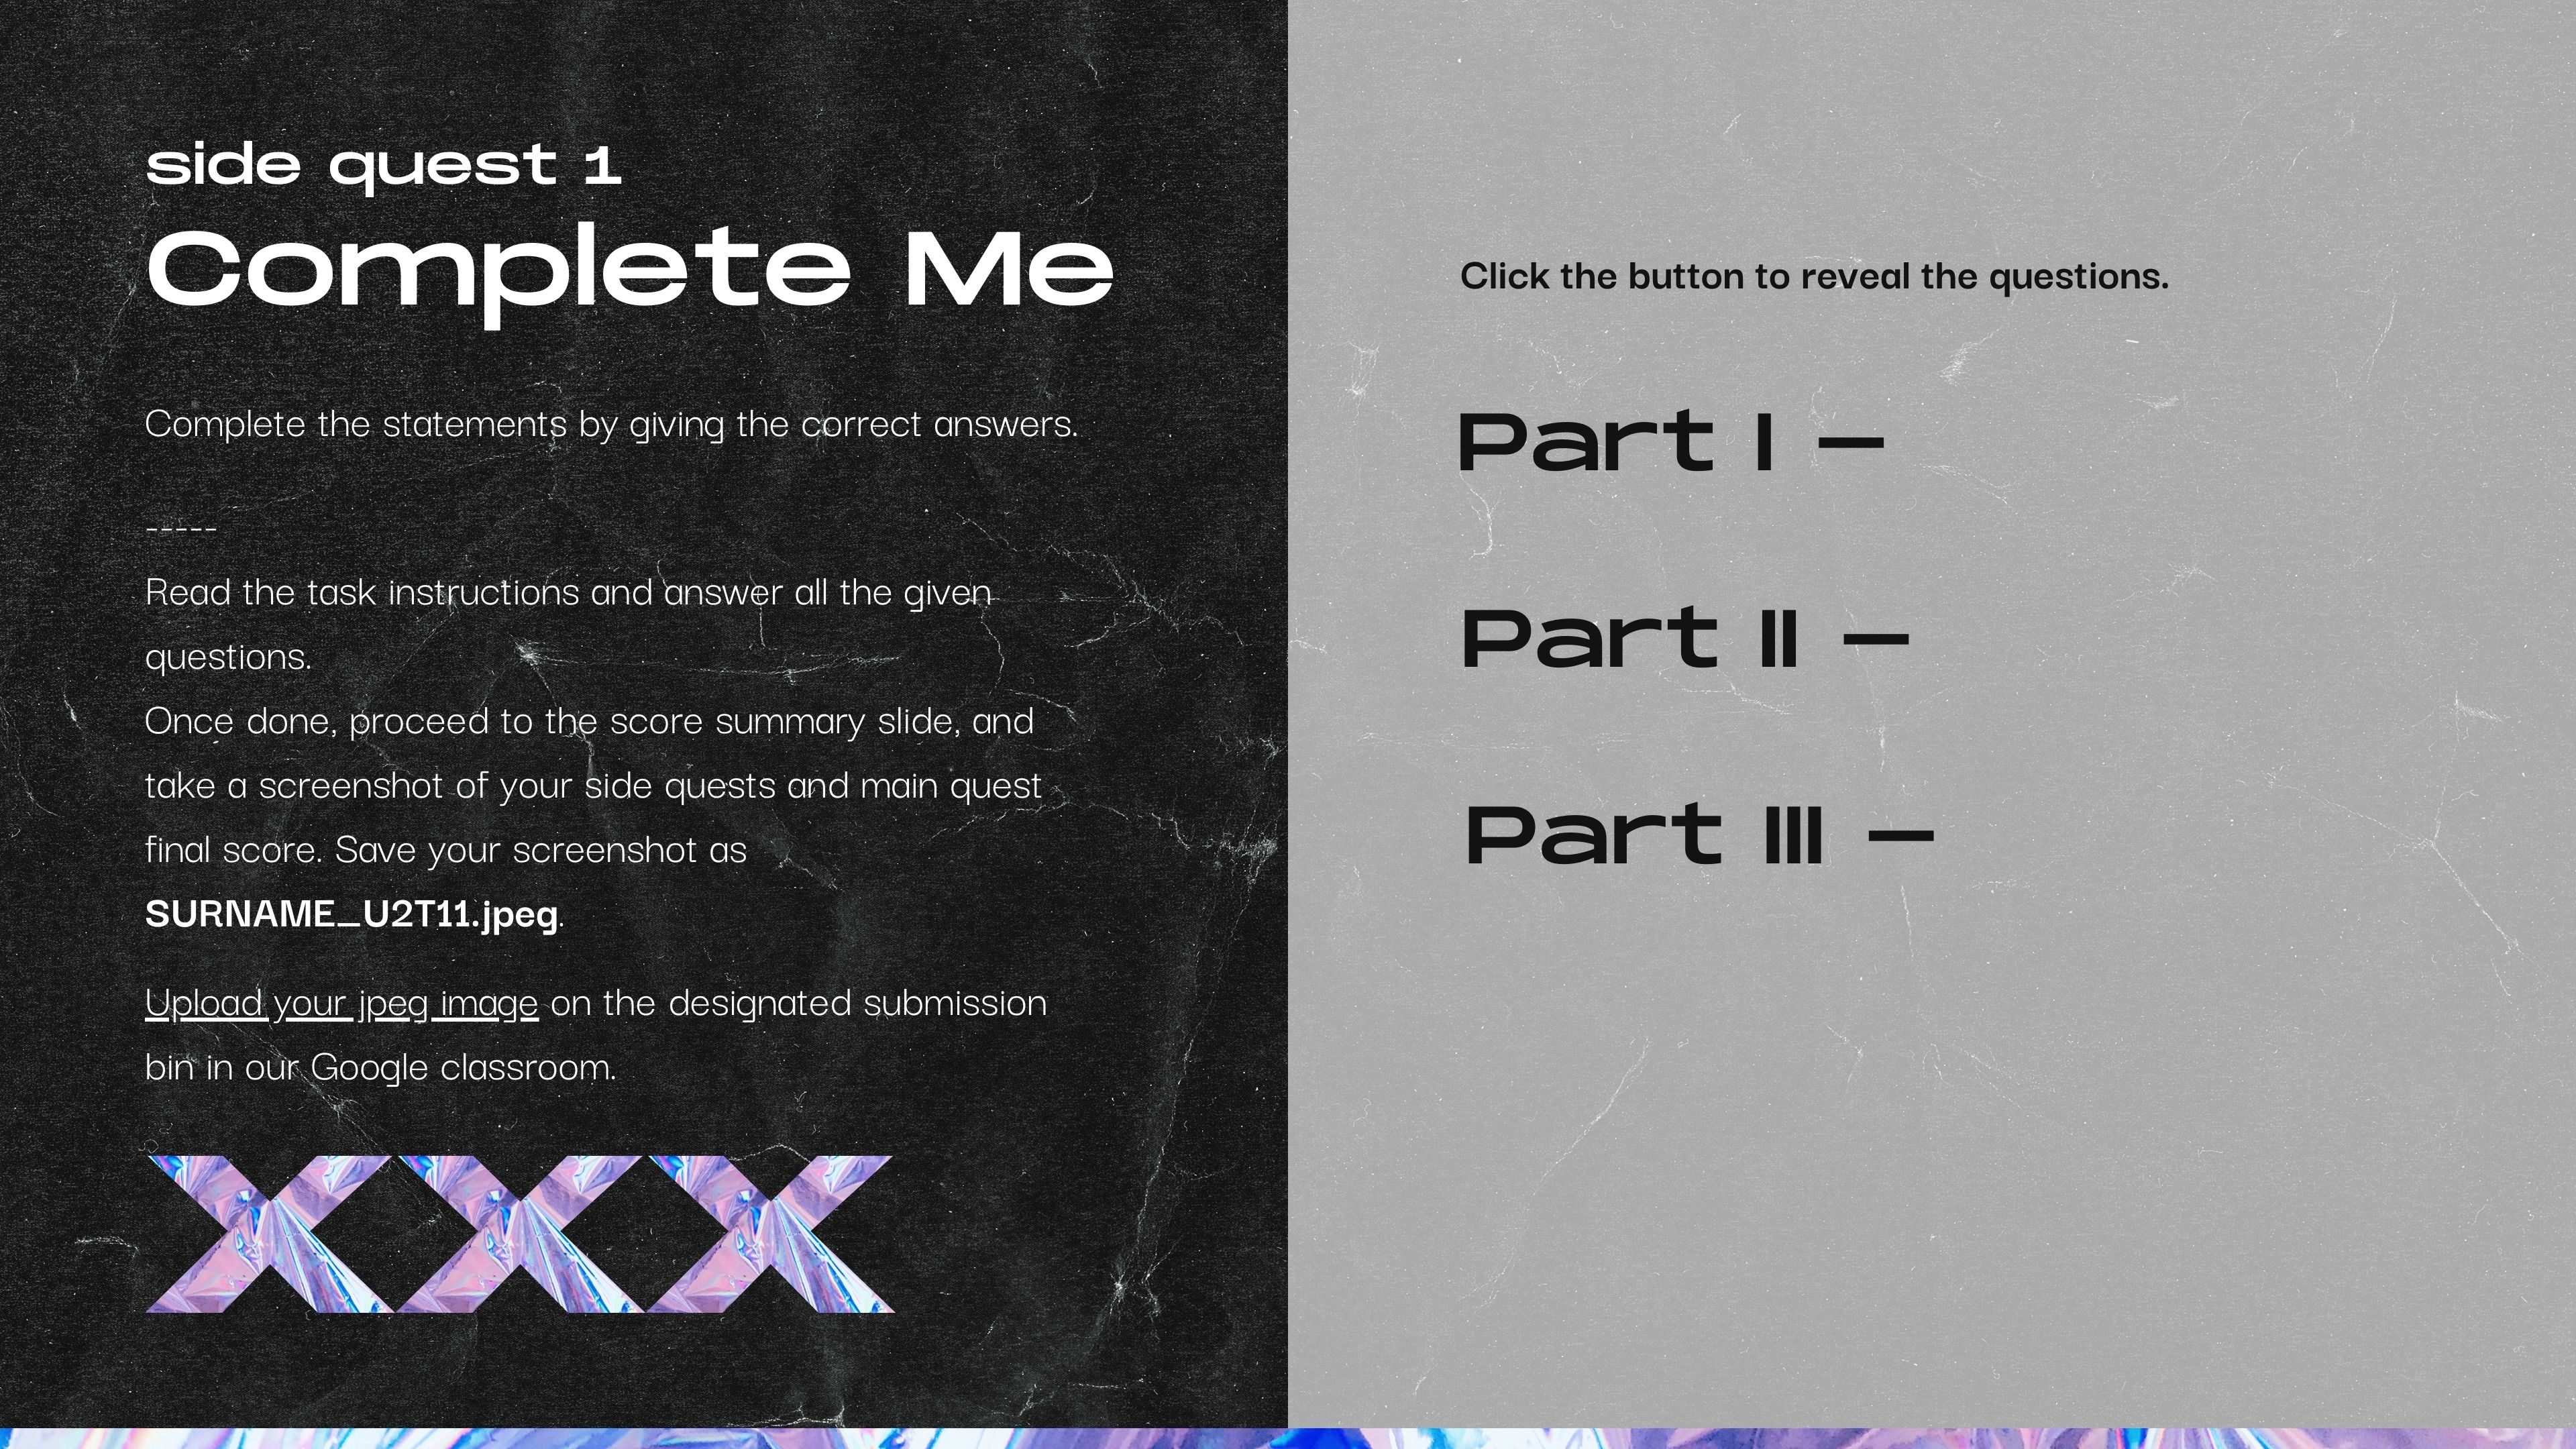 side quest 1
Complete Me
Complete the statements by giving the correct answers.
-----
Read the task instructions and answer all the given
questions.
Once done, proceed to the score summary slide, and
take a screenshot of your side quests and main quest
final score. Save your screenshot as
SURNAME_U2T11.jpeg.
Upload your jpeg image on the designated submission
bin in our Google classroom.
XXX
Click the button to reveal the questions.
Part I –
Part II –
Part III –